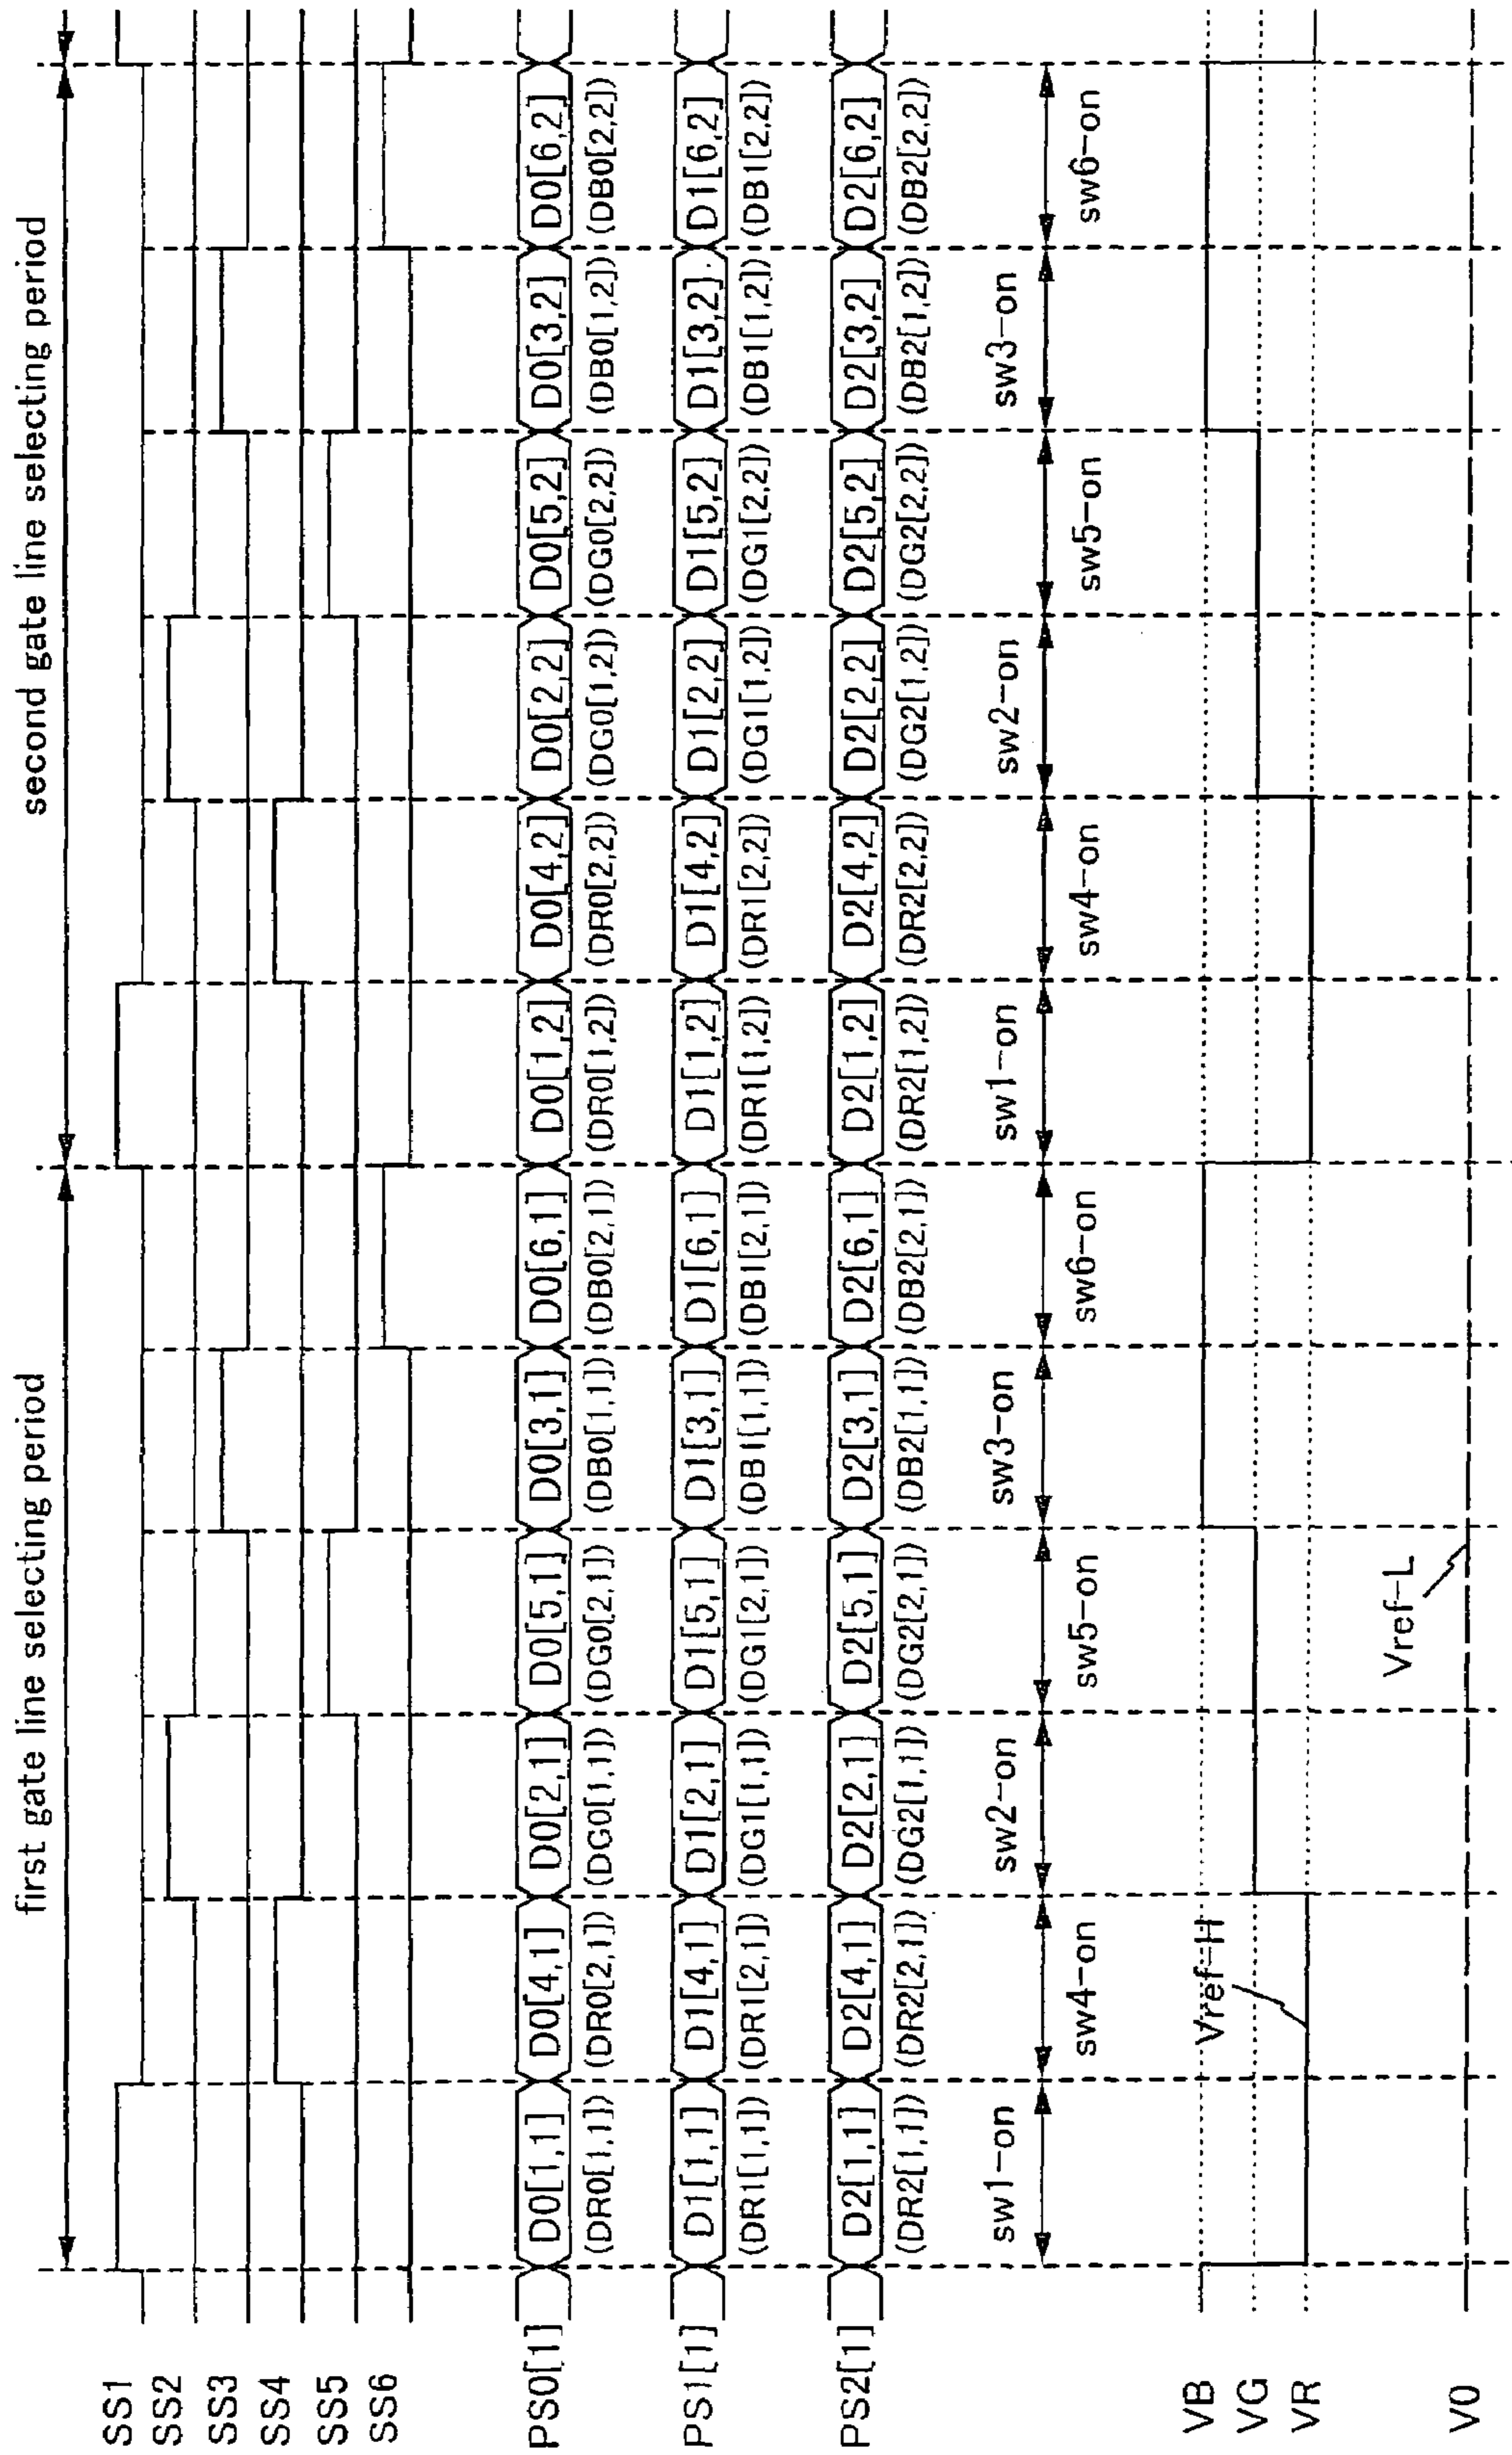 first gate line selecting period
second gate line selecting period
SS1
SS2
SS3
SS4
SS5
SS6
PS0[1] D0[1,1] D0[4,1] D0[2,1] D0[5,1] D0[3,1] D0[6,1] D0[1,2] D0[4,2] D0[2,2] D0[5,2] D0[3,2] D0[6,2]
(DR0[1,1]) (DR0[2,1]) (DG0[1,1]) (DG0[2,1]) (DB0[1,1]) (DB0[2,1]) (DR0[1,2]) (DR0[2,2]) (DG0[1,2]) (DG0[2,2]) (DB0[1,2]) (DB0[2,2])
PS1[1] D1[1,1] D1[4,1] D1[2,1] D1[5,1] D1[3,1] D1[6,1] D1[1,2] D1[4,2] D1[2,2] D1[5,2] D1[3,2] D1[6,2]
(DR1[1,1]) (DR1[2,1]) (DG1[1,1]) (DG1[2,1]) (DB1[1,1]) (DB1[2,1]) (DR1[1,2]) (DR1[2,2]) (DG1[1,2]) (DG1[2,2]) (DB1[1,2]) (DB1[2,2])
PS2[1] D2[1,1] D2[4,1] D2[2,1] D2[5,1] D2[3,1] D2[6,1] D2[1,2] D2[4,2] D2[2,2] D2[5,2] D2[3,2] D2[6,2]
(DR2[1,1]) (DR2[2,1]) (DG2[1,1]) (DG2[2,1]) (DB2[1,1]) (DB2[2,1]) (DR2[1,2]) (DR2[2,2]) (DG2[1,2]) (DG2[2,2]) (DB2[1,2]) (DB2[2,2])
sw1-on sw4-on sw2-on sw5-on sw3-on sw6-on sw1-on sw4-on sw2-on sw5-on sw3-on sw6-on
VB
Vref-H
VG
VR
Vref-L
V0